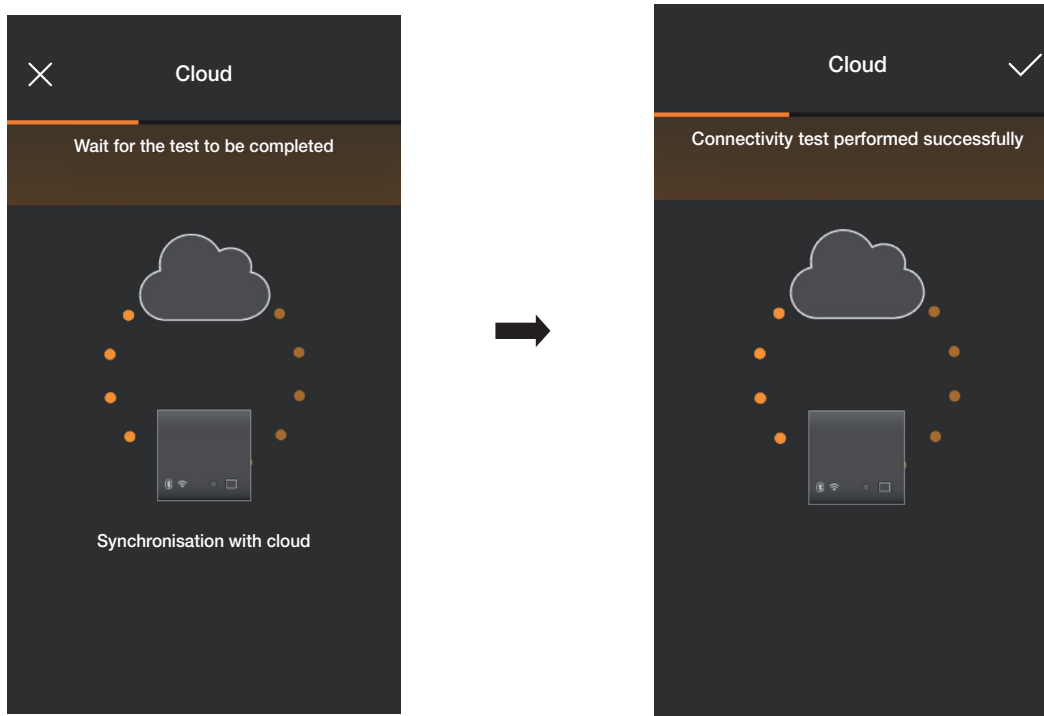 Cloud
Wait for the test to be completed
Synchronisation with cloud
Cloud
Connectivity test performed successfully